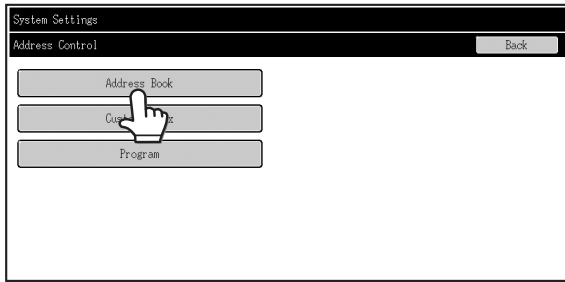 System Settings
Address Control
Back
Address Book
Program